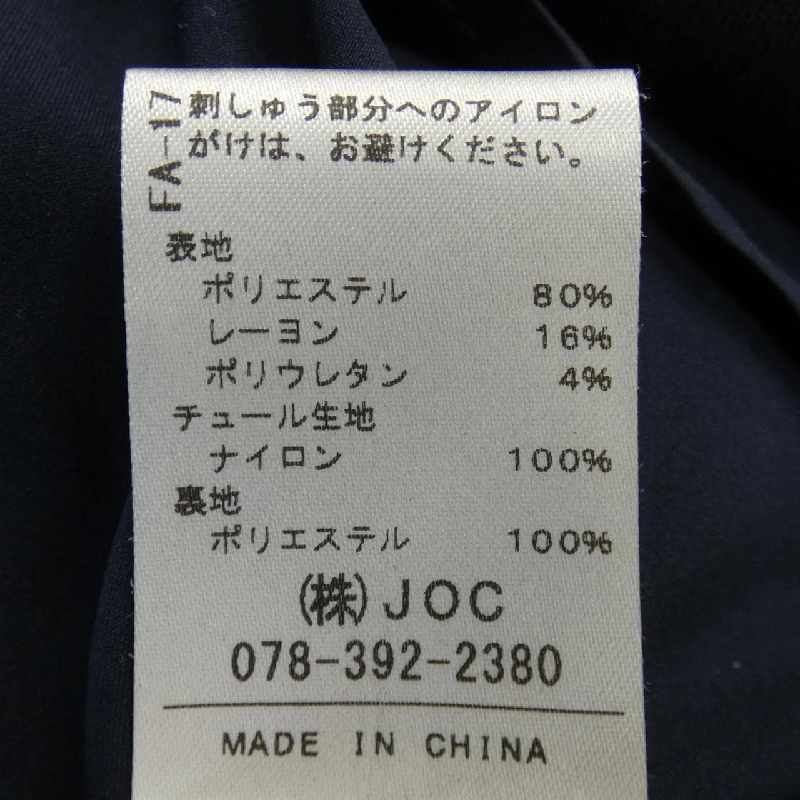 FA-17
刺しゅう部分へのアイロン
がけは、お避けください。
表地
ポリエステル 80%
レーヨン 16%
ポリウレタン 4%
チュール生地
ナイロン 100%
裏地
ポリエステル 100%
(株)JOC
078-392-2380
MADE IN CHINA